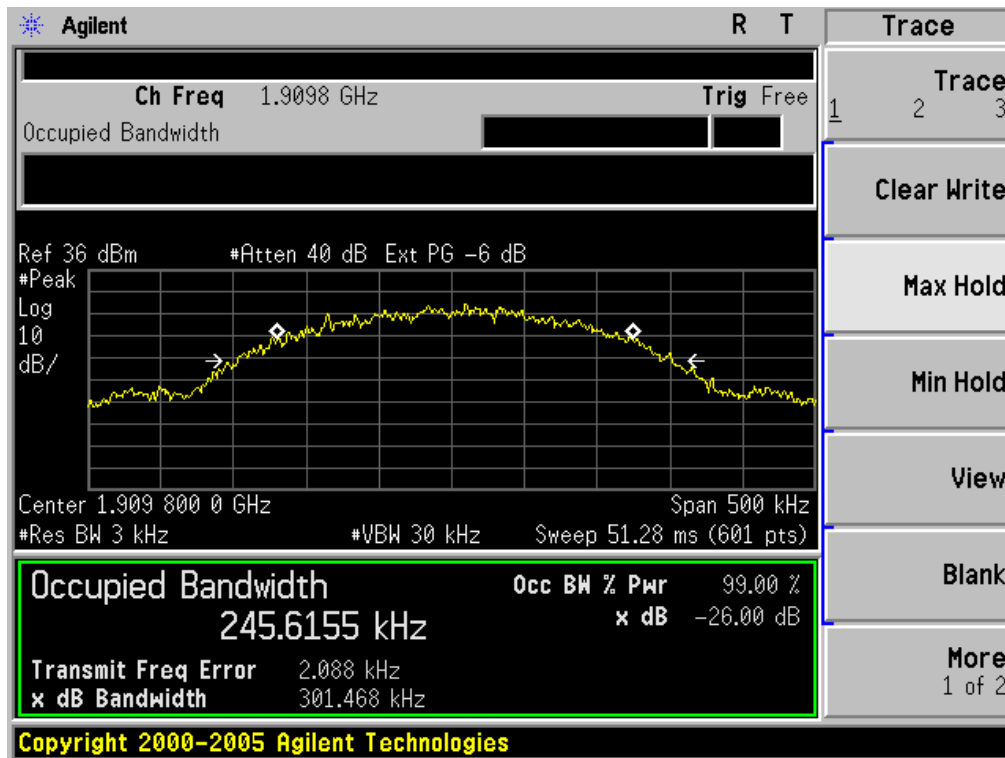 Agilent R T
Trace
Ch Freq 1.9098 GHz Trig Free
Occupied Bandwidth
Trace
1 2 3
Clear Write
Ref 36 dBm #Atten 40 dB Ext PG -6 dB
#Peak
Log
10
dB/
Max Hold
Min Hold
View
Center 1.909 800 0 GHz Span 500 kHz
#Res BW 3 kHz #VBW 30 kHz Sweep 51.28 ms (601 pts)
Occupied Bandwidth
245.6155 kHz
Occ BW % Pwr 99.00 %
x dB -26.00 dB
Transmit Freq Error 2.088 kHz
x dB Bandwidth 301.468 kHz
Blank
More
1 of 2
Copyright 2000-2005 Agilent Technologies